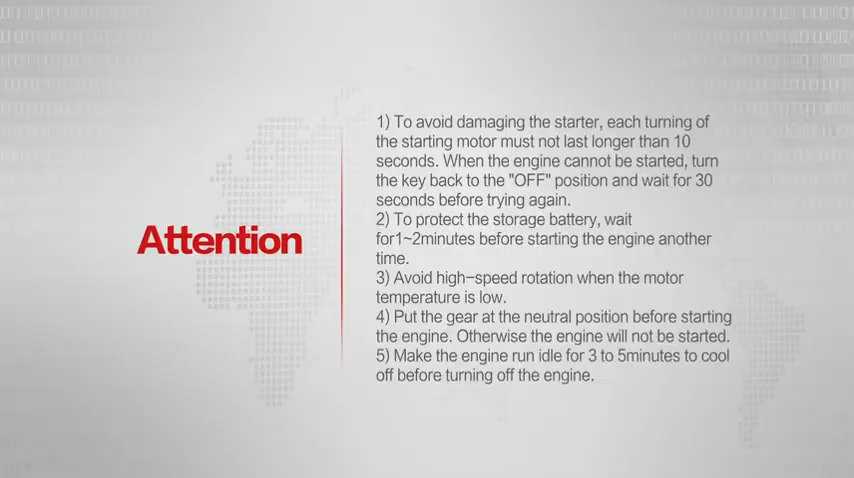 Attention
1) To avoid damaging the starter, each turning of
the starting motor must not last longer than 10
seconds. When the engine cannot be started, turn
the key back to the "OFF" position and wait for 30
seconds before trying again.
2) To protect the storage battery, wait
for1~2minutes before starting the engine another
time.
3) Avoid high-speed rotation when the motor
temperature is low.
4) Put the gear at the neutral position before starting
the engine. Otherwise the engine will not be started.
5) Make the engine run idle for 3 to 5minutes to cool
off before turning off the engine.